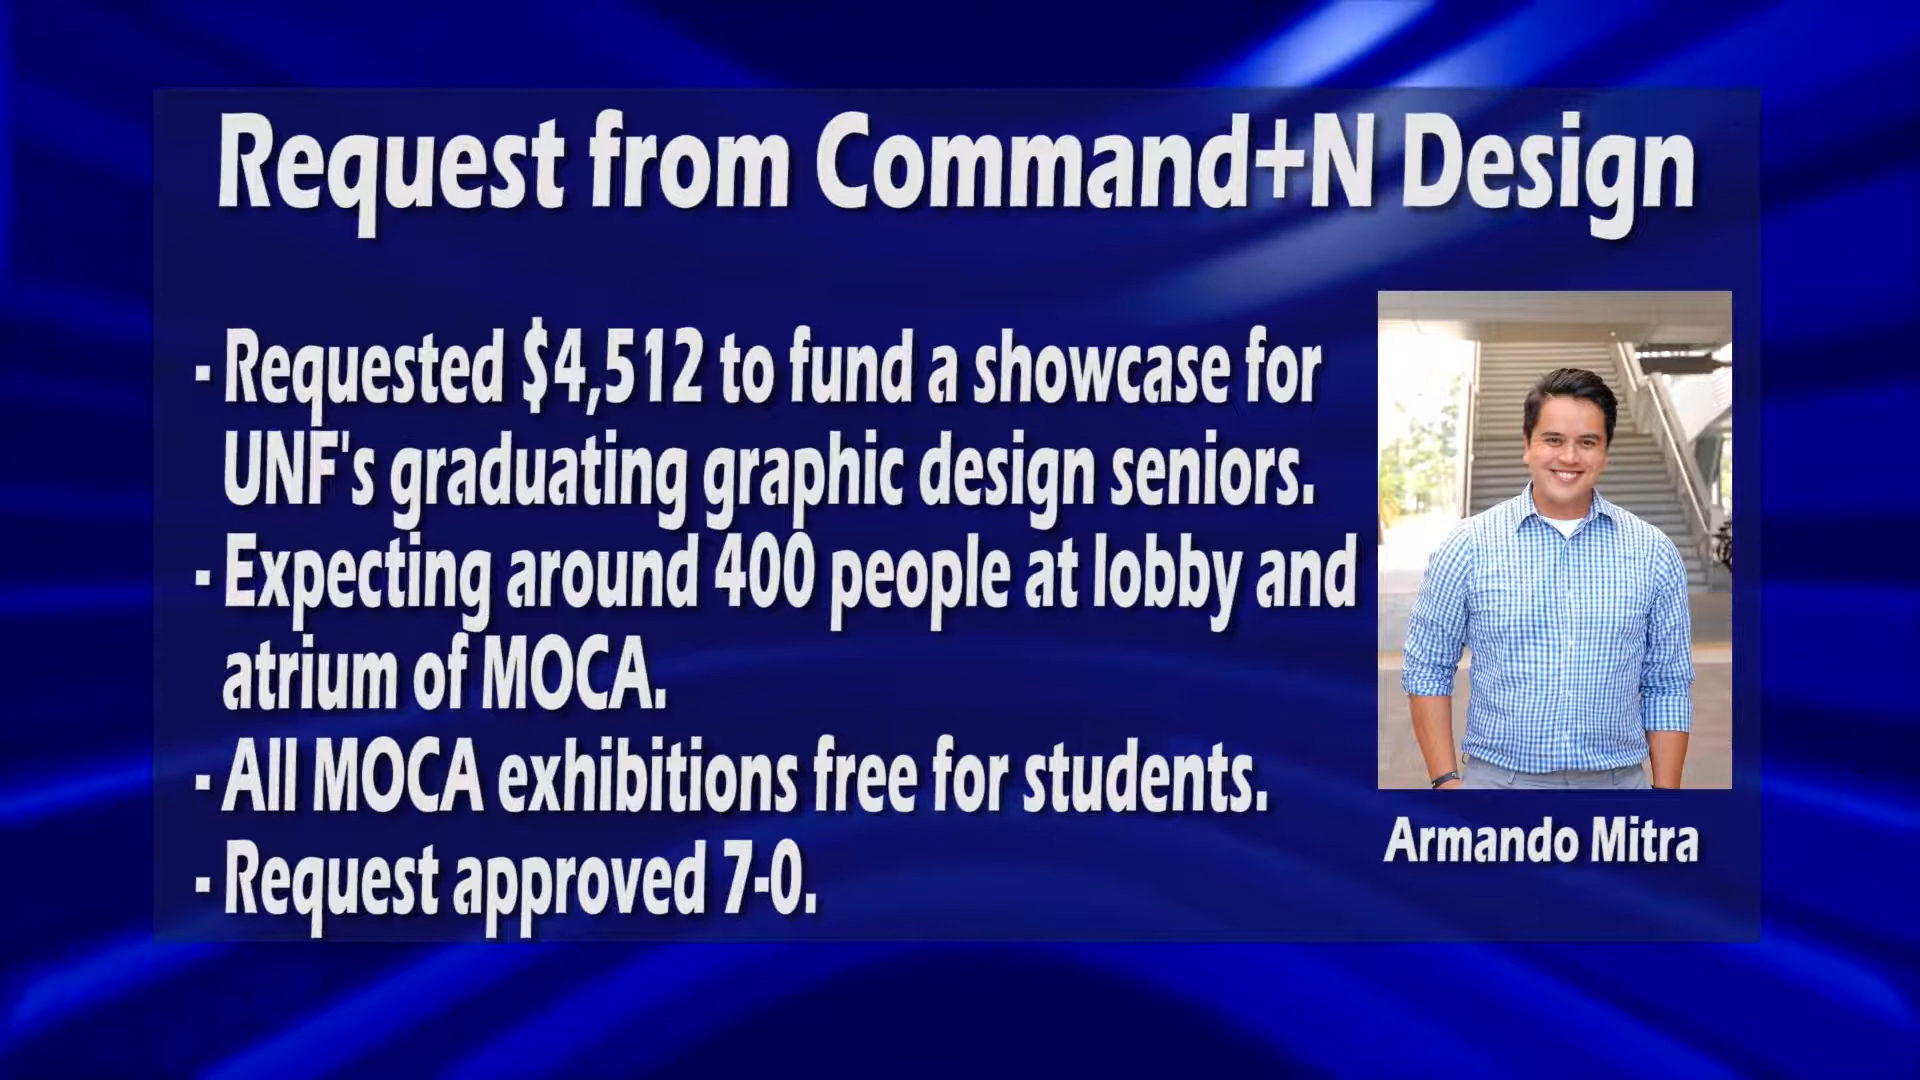 Request from Command+N Design
- Requested $4,512 to fund a showcase for
UNF's graduating graphic design seniors.
- Expecting around 400 people at lobby and
atrium of MOCA.
- All MOCA exhibitions free for students.
- Request approved 7-0.
Armando Mitra